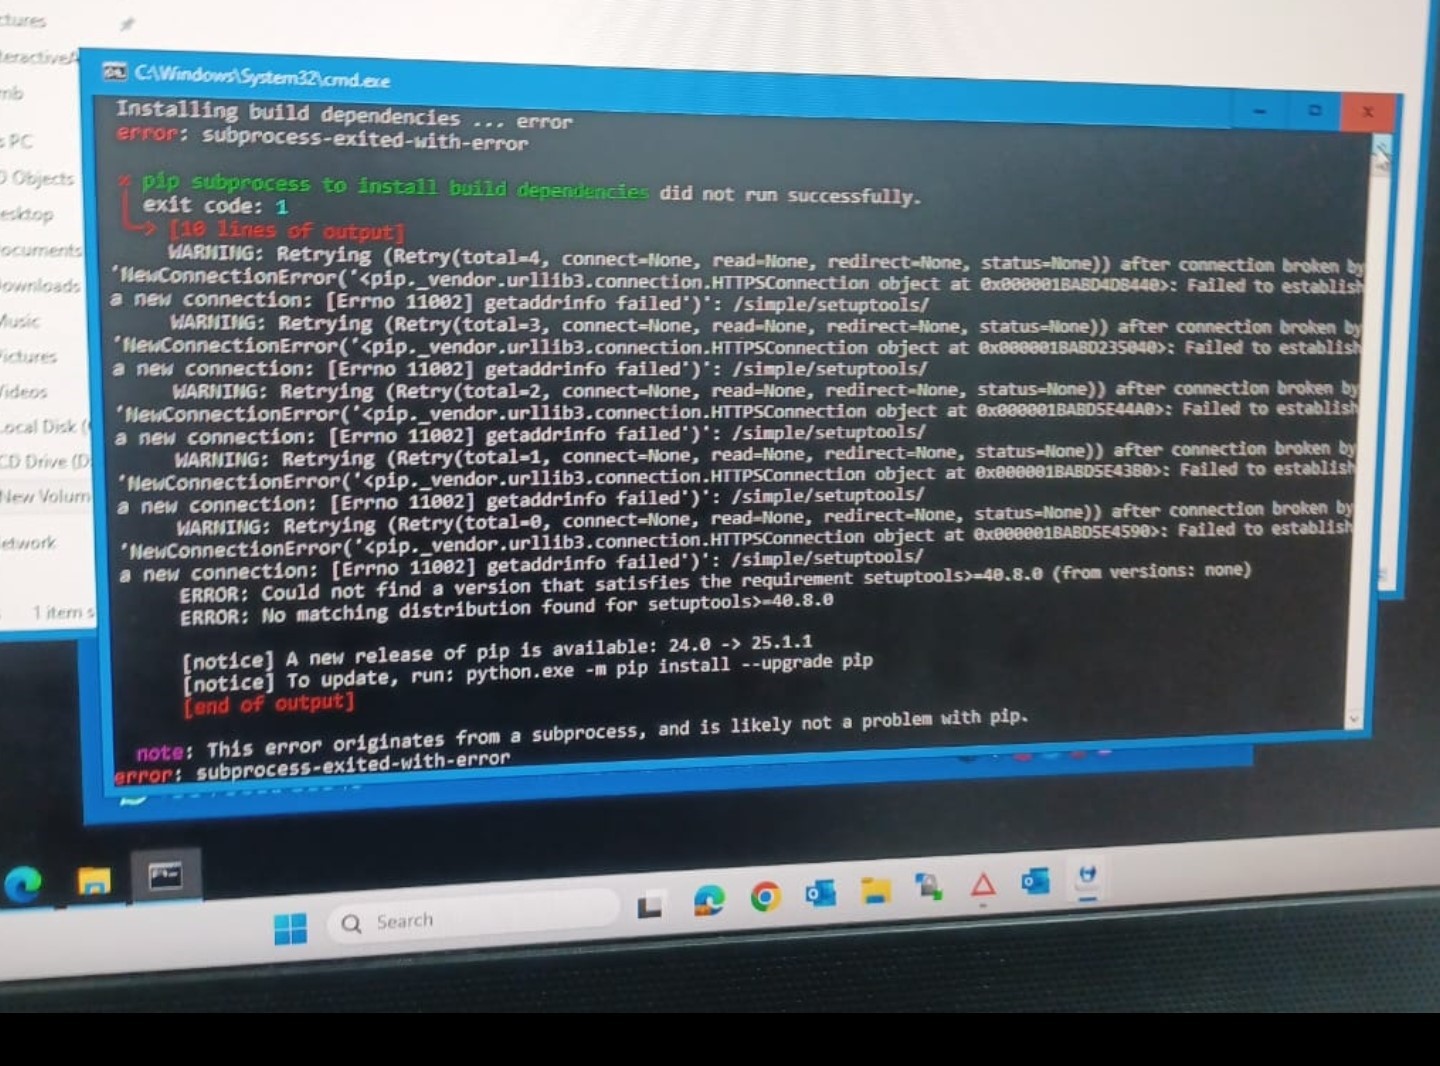 ctures
teractiveA
mb
s PC
D Objects
esktop
ocuments
ownloads
Music
Pictures
Videos
Local Disk (
CD Drive (D:
New Volum
etwork
1 item s
C:\Windows\System32\cmd.exe
Installing build dependencies ... error
error: subprocess-exited-with-error
× pip subprocess to install build dependencies did not run successfully.
exit code: 1
[10 lines of output]
WARNING: Retrying (Retry(total=4, connect=None, read=None, redirect=None, status=None)) after connection broken by
'NewConnectionError('<pip._vendor.urllib3.connection.HTTPSConnection object at 0x000001BABD4DB440>: Failed to establish
a new connection: [Errno 11002] getaddrinfo failed')': /simple/setuptools/
WARNING: Retrying (Retry(total=3, connect=None, read=None, redirect=None, status=None)) after connection broken by
'NewConnectionError('<pip._vendor.urllib3.connection.HTTPSConnection object at 0x000001BABD235040>: Failed to establish
a new connection: [Errno 11002] getaddrinfo failed')': /simple/setuptools/
WARNING: Retrying (Retry(total=2, connect=None, read=None, redirect=None, status=None)) after connection broken by
'NewConnectionError('<pip._vendor.urllib3.connection.HTTPSConnection object at 0x000001BABD5E44A0>: Failed to establish
a new connection: [Errno 11002] getaddrinfo failed')': /simple/setuptools/
WARNING: Retrying (Retry(total=1, connect=None, read=None, redirect=None, status=None)) after connection broken by
'NewConnectionError('<pip._vendor.urllib3.connection.HTTPSConnection object at 0x000001BABD5E43B0>: Failed to establish
a new connection: [Errno 11002] getaddrinfo failed')': /simple/setuptools/
WARNING: Retrying (Retry(total=0, connect=None, read=None, redirect=None, status=None)) after connection broken by
'NewConnectionError('<pip._vendor.urllib3.connection.HTTPSConnection object at 0x000001BABD5E4590>: Failed to establish
a new connection: [Errno 11002] getaddrinfo failed')': /simple/setuptools/
ERROR: Could not find a version that satisfies the requirement setuptools>=40.8.0 (from versions: none)
ERROR: No matching distribution found for setuptools>=40.8.0
[notice] A new release of pip is available: 24.0 -> 25.1.1
[notice] To update, run: python.exe -m pip install --upgrade pip
[end of output]
note: This error originates from a subprocess, and is likely not a problem with pip.
error: subprocess-exited-with-error
Search